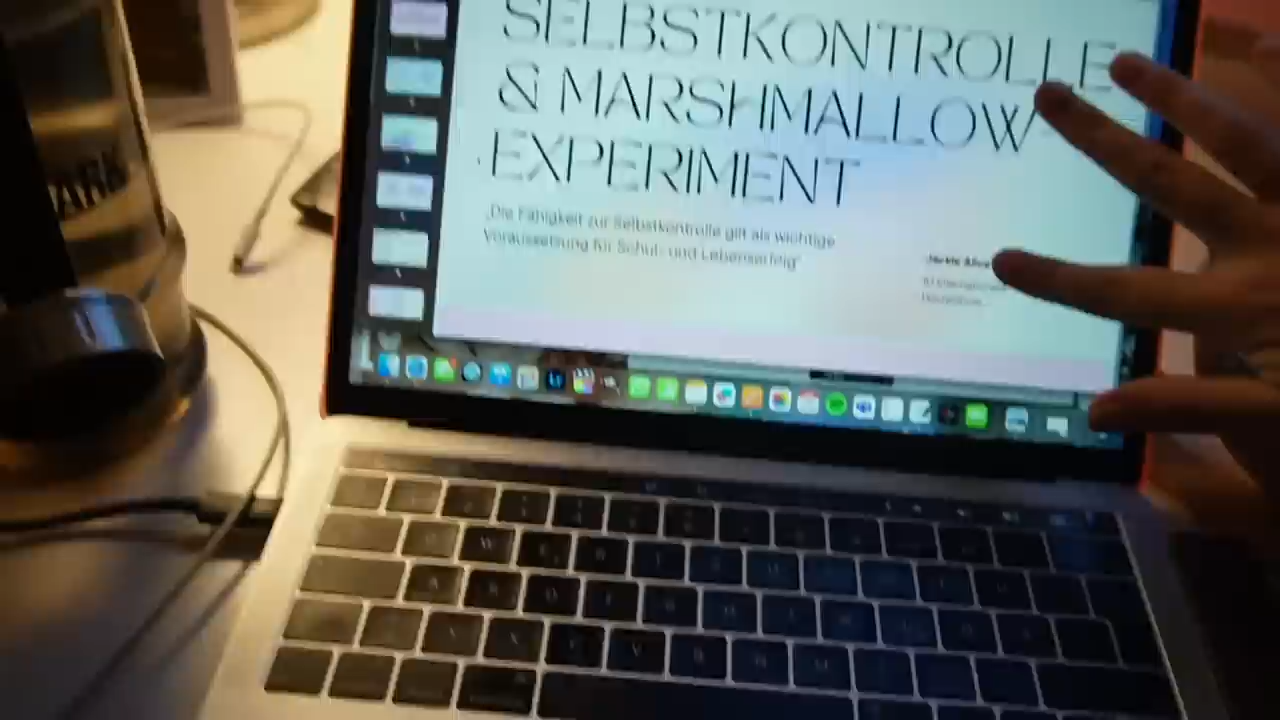 SELBSTKONTROLLE
& MARSHMALLOW
EXPERIMENT
„Die Fähigkeit zur Selbstkontrolle gilt als wichtige
Voraussetzung für Schul- und Lebenserfolg“